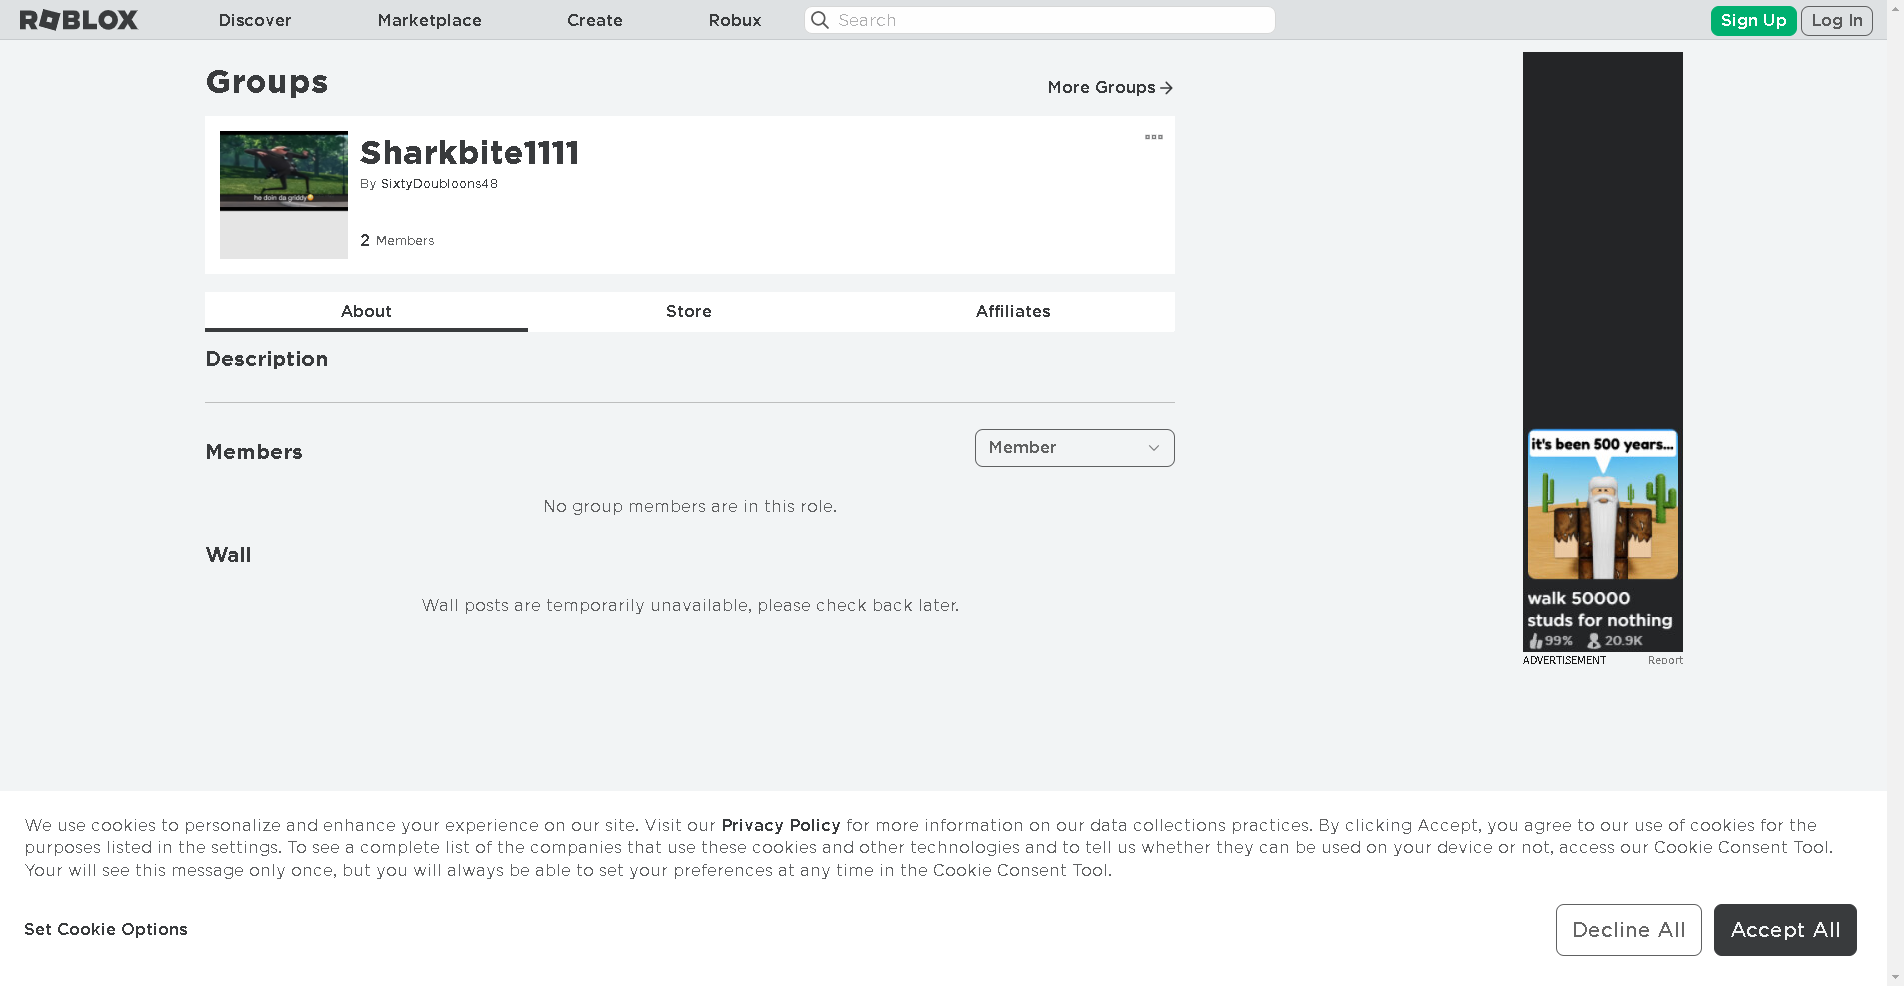 ROBLOX
Discover
Marketplace
Create
Robux
Search
Sign Up
Log In
Groups
More Groups
Sharkbite1111
By SixtyDoubloons48
he doin da griddy
2 Members
About
Store
Affiliates
Description
Members
Member
No group members are in this role.
Wall
Wall posts are temporarily unavailable, please check back later.
it's been 500 years...
walk 50000
studs for nothing
99% 20.9K
ADVERTISEMENT
Report
We use cookies to personalize and enhance your experience on our site. Visit our Privacy Policy for more information on our data collections practices. By clicking Accept, you agree to our use of cookies for the
purposes listed in the settings. To see a complete list of the companies that use these cookies and other technologies and to tell us whether they can be used on your device or not, access our Cookie Consent Tool.
Your will see this message only once, but you will always be able to set your preferences at any time in the Cookie Consent Tool.
Set Cookie Options
Decline All
Accept All